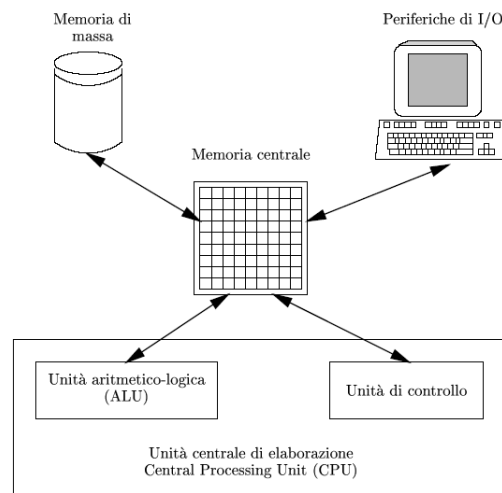 Memoria di
massa
Periferiche di I/O
Memoria centrale
Unità aritmetico-logica
(ALU)
Unità di controllo
Unità centrale di elaborazione
Central Processing Unit (CPU)